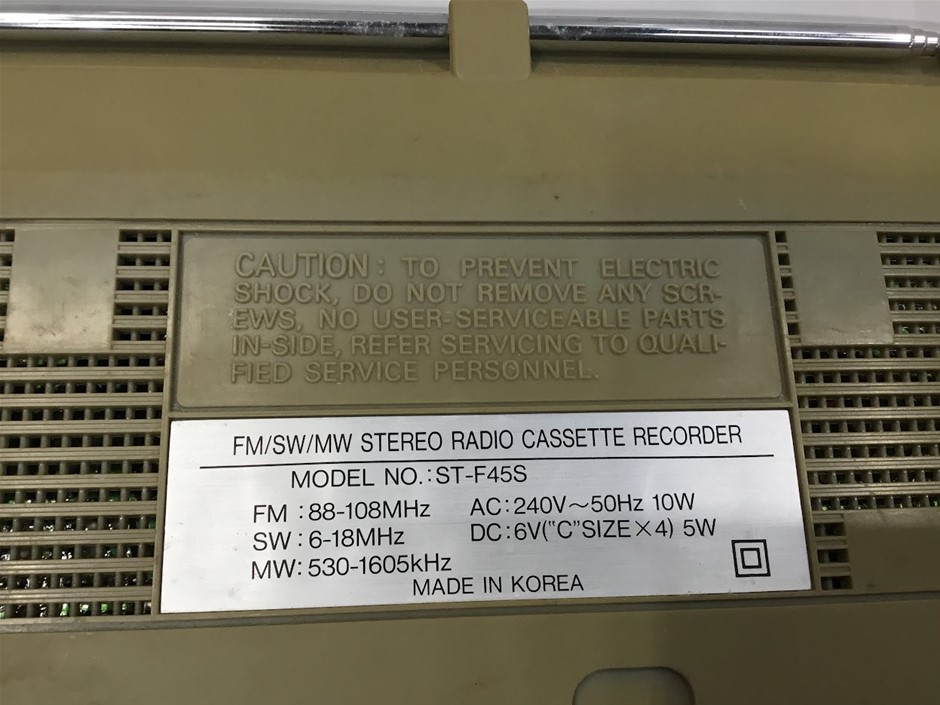 CAUTION : TO PREVENT ELECTRIC
SHOCK, DO NOT REMOVE ANY SCR-
EWS, NO USER-SERVICEABLE PARTS
IN-SIDE, REFER SERVICING TO QUALI-
FIED SERVICE PERSONNEL.
FM/SW/MW STEREO RADIO CASSETTE RECORDER
MODEL NO.: ST-F45S
FM : 88-108MHz AC: 240V~50Hz 10W
SW : 6-18MHz DC: 6V("C"SIZE×4) 5W
MW: 530-1605kHz
MADE IN KOREA